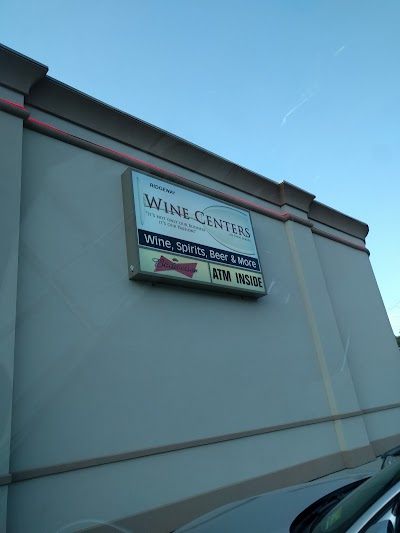 RIDGEWAY
WINE CENTERS
"IT'S NOT ONLY OUR BUSINESS
IT'S OUR PASSION"
Wine, Spirits, Beer & More
Budweiser
ATM INSIDE